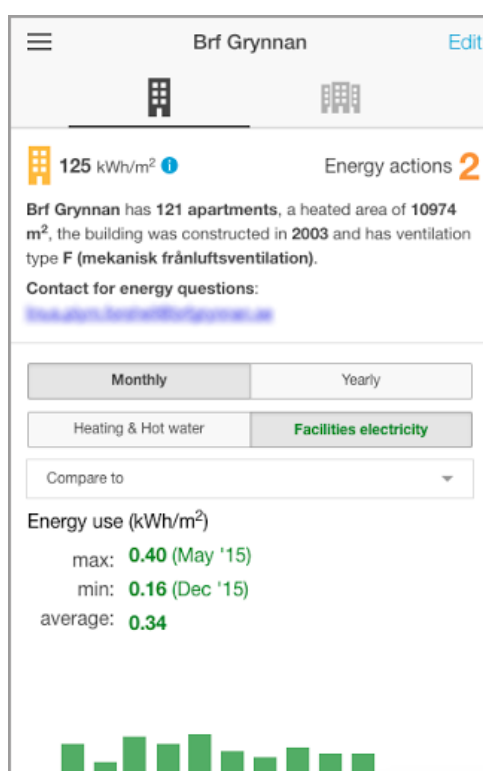 Brf Grynnan
Edit
125 kWh/m²
Energy actions 2
Brf Grynnan has 121 apartments, a heated area of 10974
m², the building was constructed in 2003 and has ventilation
type F (mekanisk frånluftsventilation).
Contact for energy questions:
Monthly
Yearly
Heating & Hot water
Facilities electricity
Compare to
Energy use (kWh/m²)
max: 0.40 (May '15)
min: 0.16 (Dec '15)
average: 0.34